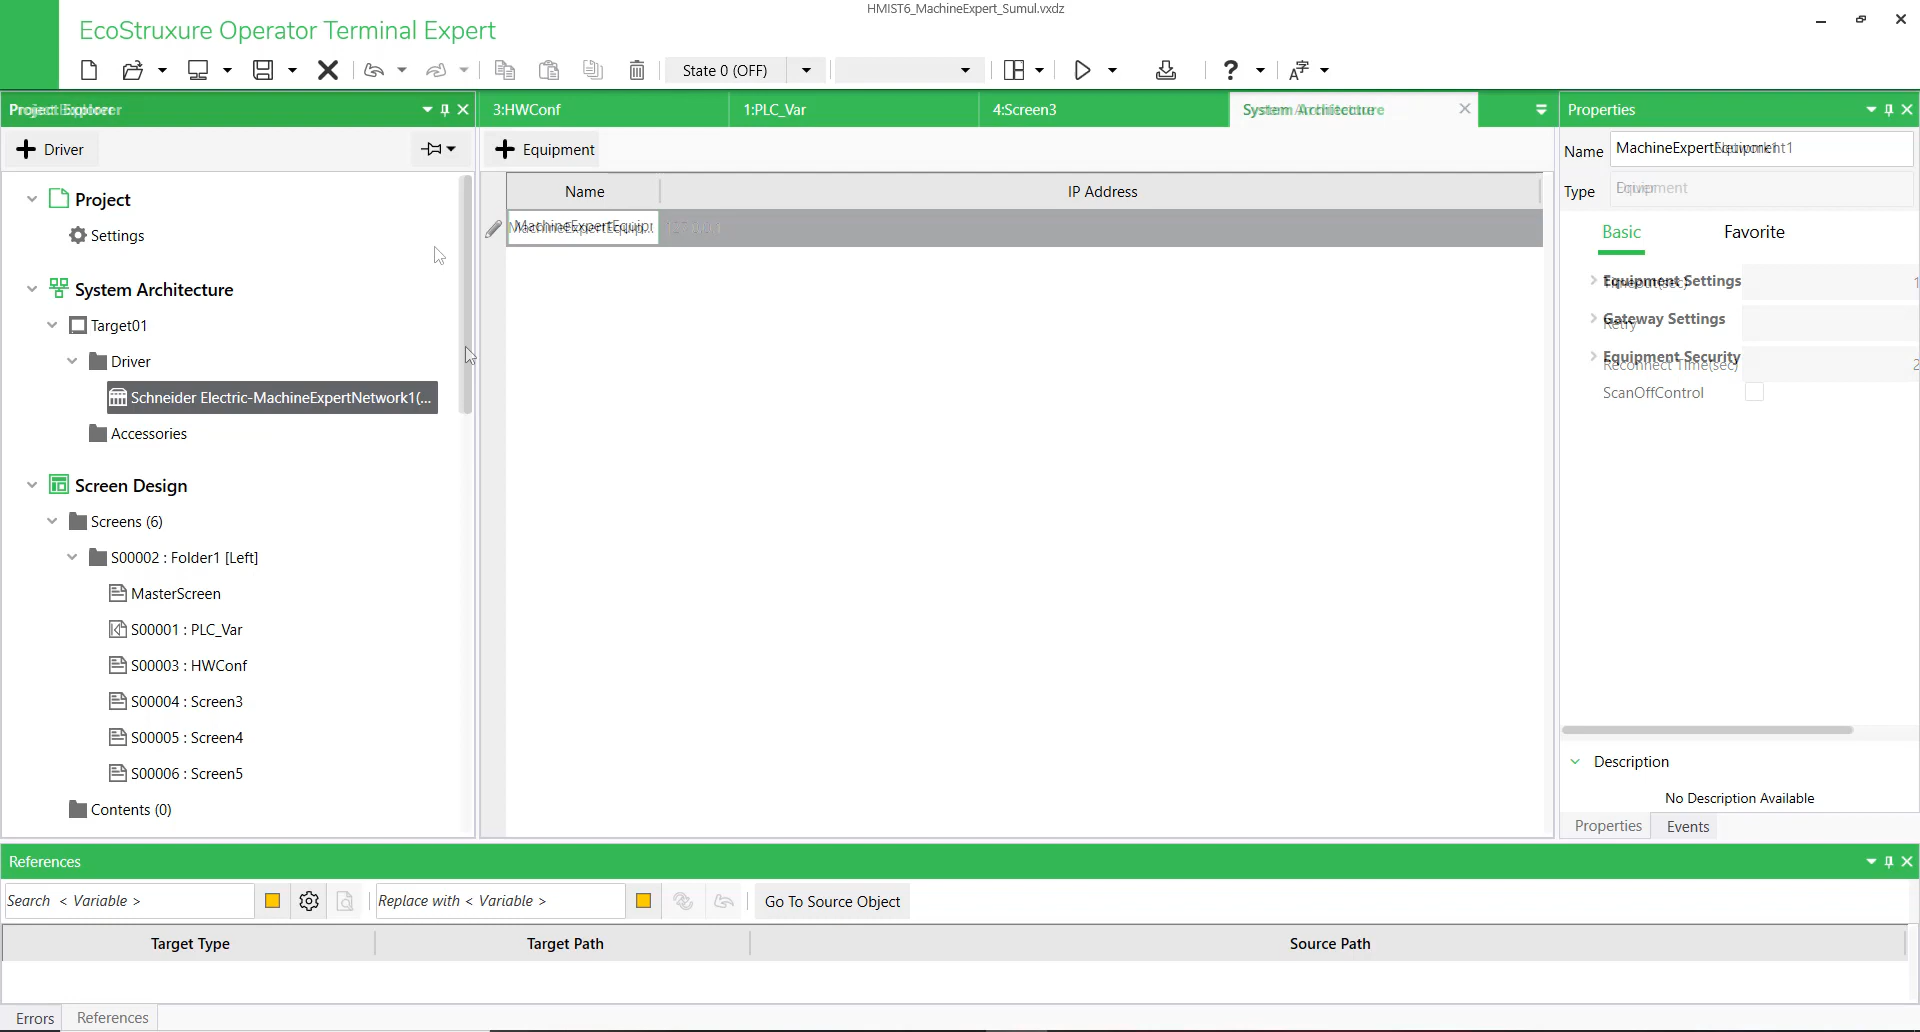 HMIST6_MachineExpert_Sumul.vxdz
EcoStruxure Operator Terminal Expert
State 0 (OFF)
Project Explorer
3:HWConf
1:PLC_Var
4:Screen3
System Architecture
Properties
Driver
Equipment
Name
IP Address
Project
Settings
System Architecture
Target01
Driver
Schneider Electric-MachineExpertNetwork1(...
Accessories
Screen Design
Screens (6)
S00002 : Folder1 [Left]
MasterScreen
S00001 : PLC_Var
S00003 : HWConf
S00004 : Screen3
S00005 : Screen4
S00006 : Screen5
Contents (0)
Name
Type
Basic
Favorite
Equipment Settings
Gateway Settings
Retry
Equipment Security
Reconnect Time(sec)
ScanOffControl
Description
No Description Available
Properties
Events
References
Search < Variable >
Replace with < Variable >
Go To Source Object
Target Type
Target Path
Source Path
Errors
References